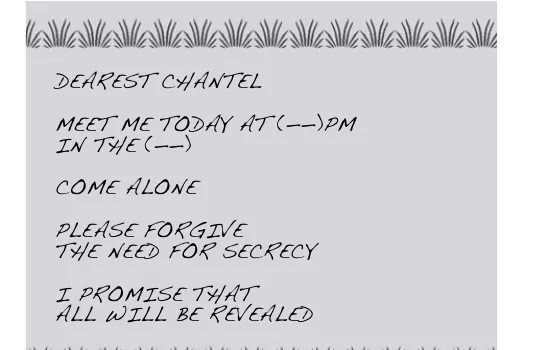 DEAREST CHANTEL
MEET ME TODAY AT (--)PM
IN THE (--)
COME ALONE
PLEASE FORGIVE
THE NEED FOR SECRECY
I PROMISE THAT
ALL WILL BE REVEALED